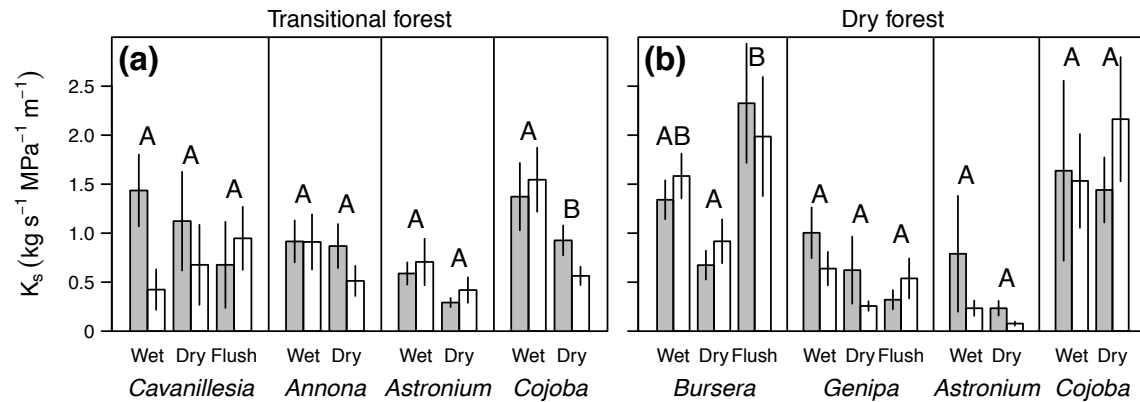 Transitional forest Dry forest
(a) (b)
K_s (kg s⁻¹ MPa⁻¹ m⁻¹)
2.5
2.0
1.5
1.0
0.5
0
A A A A A A A A B
AB A B A A A A A A A
Wet Dry Flush Wet Dry Wet Dry Wet Dry Wet Dry Flush Wet Dry Flush Wet Dry Wet Dry
Cavanillesia Annona Astronium Cojoba Bursera Genipa Astronium Cojoba